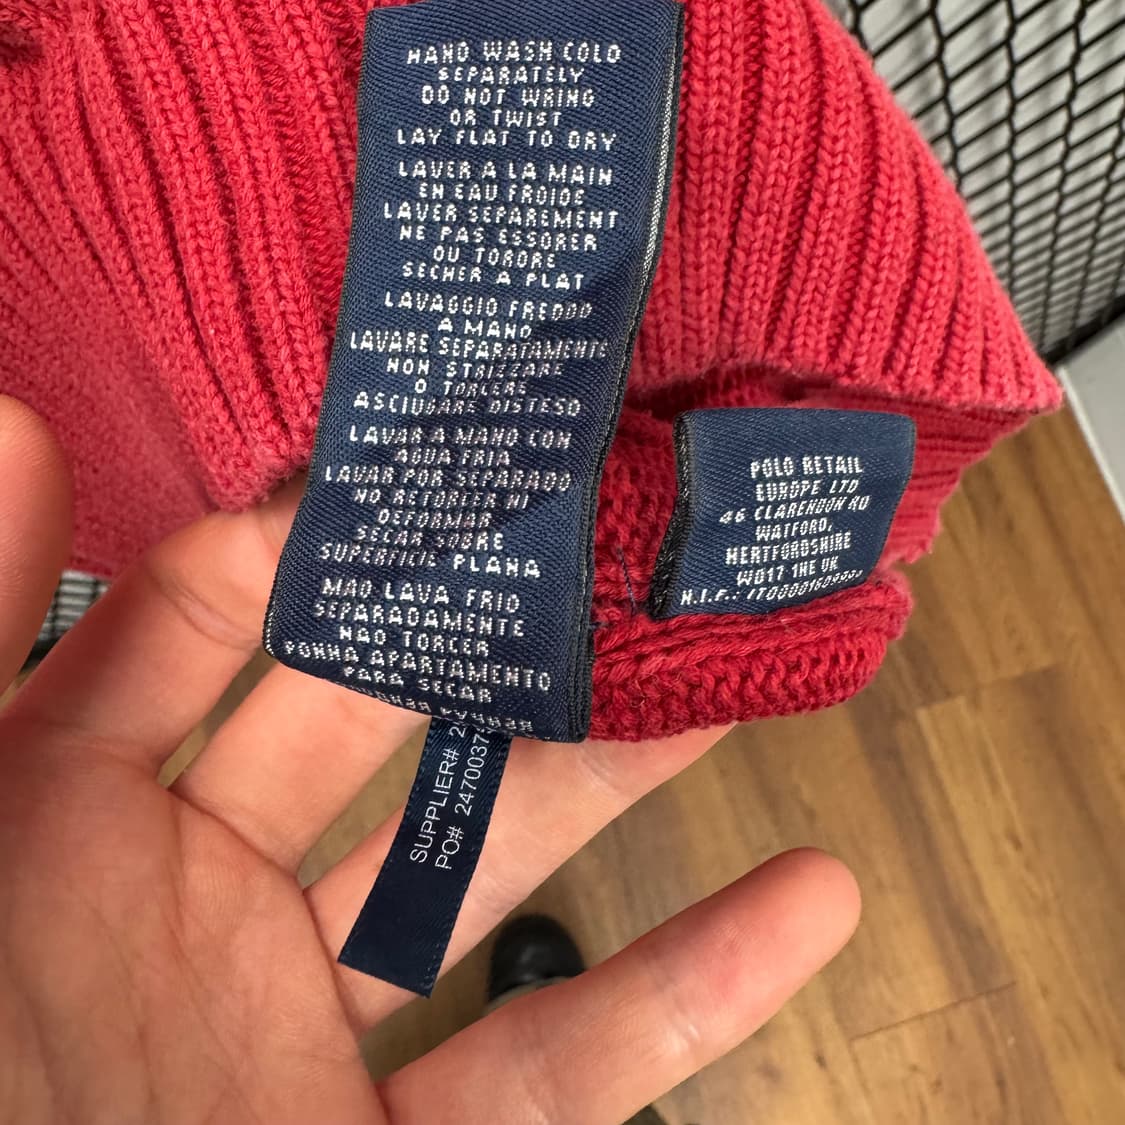 HAND WASH COLD
SEPARATELY
DO NOT WRING
OR TWIST
LAY FLAT TO DRY
LAVER A LA MAIN
EN EAU FROIDE
LAVER SEPAREMENT
NE PAS ESSORER
OU TORDRE
SECHER A PLAT
LAVAGGIO FREDDO
A MANO
LAVARE SEPARATAMENTE
NON STRIZZARE
O TORCERE
ASCIUGARE DISTESO
LAVAR A MANO CON
AGUA FRIA
LAVAR POR SEPARADO
NO RETORCER NI
DEFORMAR
SECAR SOBRE
SUPERFICIE PLANA
MAO LAVA FRIO
SEPARADAMENTE
NAO TORCER
PONHA APARTAMENTO
PARA SECAR
POLO RETAIL
EUROPE LTD
46 CLARENDON RD
WATFORD,
HERTFORDSHIRE
WD17 1HE UK
N.I.F.:
SUPPLIER#
PO#